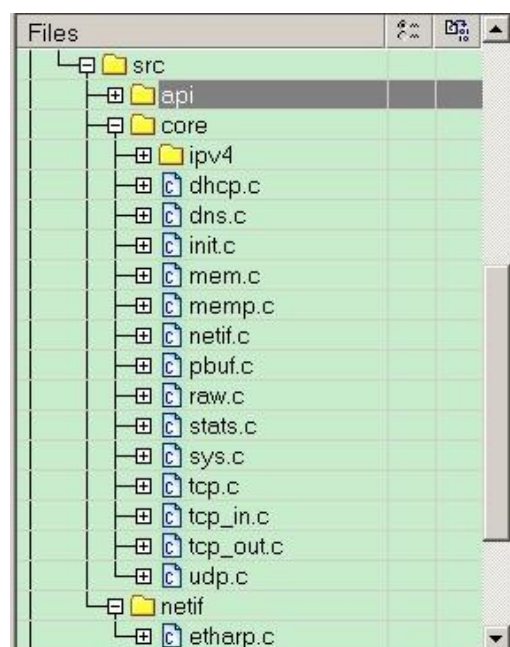 Files
src
api
core
ipv4
dhcp.c
dns.c
init.c
mem.c
memp.c
netif.c
pbuf.c
raw.c
stats.c
sys.c
tcp.c
tcp_in.c
tcp_out.c
udp.c
netif
etharp.c